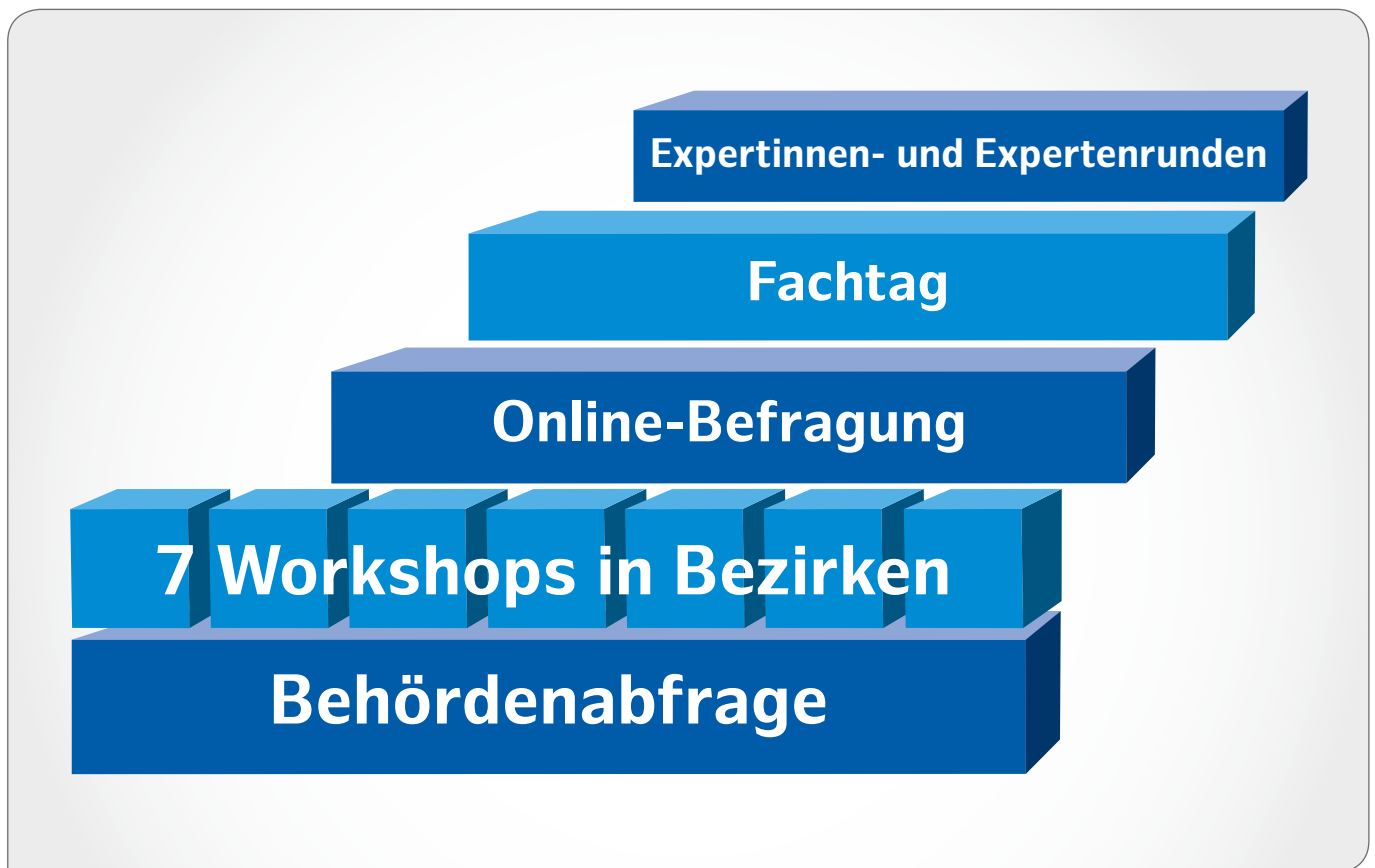 Expertinnen- und Expertenrunden
Fachtag
Online-Befragung
7 Workshops in Bezirken
Behördenabfrage